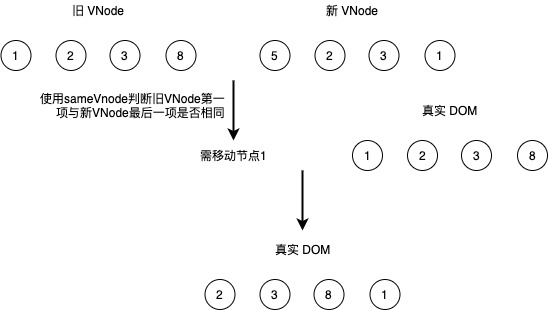 旧 VNode
新 VNode
1 2 3 8
5 2 3 1
使用sameVnode判断旧VNode第一
项与新VNode最后一项是否相同
真实 DOM
需移动节点1
1 2 3 8
真实 DOM
2 3 8 1